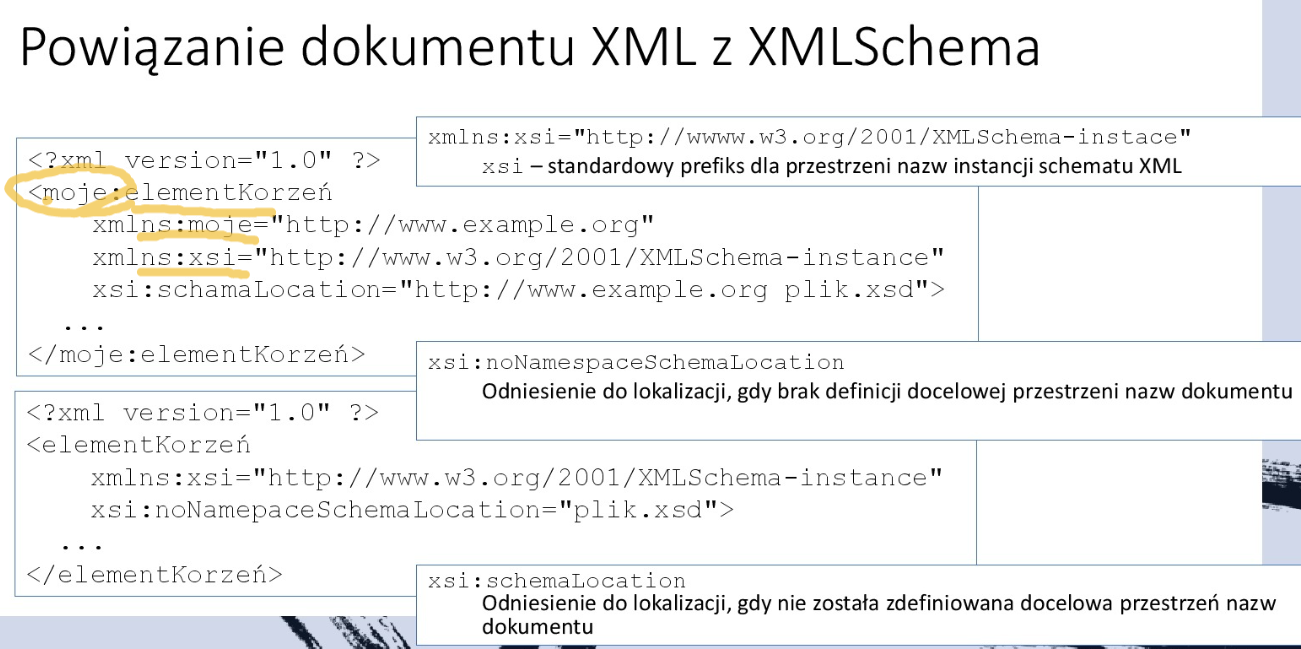 Powiązanie dokumentu XML z XMLSchema
xmlns:xsi="http://wwww.w3.org/2001/XMLSchema-instace"
xsi – standardowy prefiks dla przestrzeni nazw instancji schematu XML
<?xml version="1.0" ?>
<moje:elementKorzeń
xmlns:moje="http://www.example.org"
xmlns:xsi="http://www.w3.org/2001/XMLSchema-instance"
xsi:schamaLocation="http://www.example.org plik.xsd">
...
</moje:elementKorzeń>
xsi:noNamespaceSchemaLocation
Odniesienie do lokalizacji, gdy brak definicji docelowej przestrzeni nazw dokumentu
<?xml version="1.0" ?>
<elementKorzeń
xmlns:xsi="http://www.w3.org/2001/XMLSchema-instance"
xsi:noNamepaceSchemaLocation="plik.xsd">
...
</elementKorzeń>
xsi:schemaLocation
Odniesienie do lokalizacji, gdy nie została zdefiniowana docelowa przestrzeń nazw
dokumentu